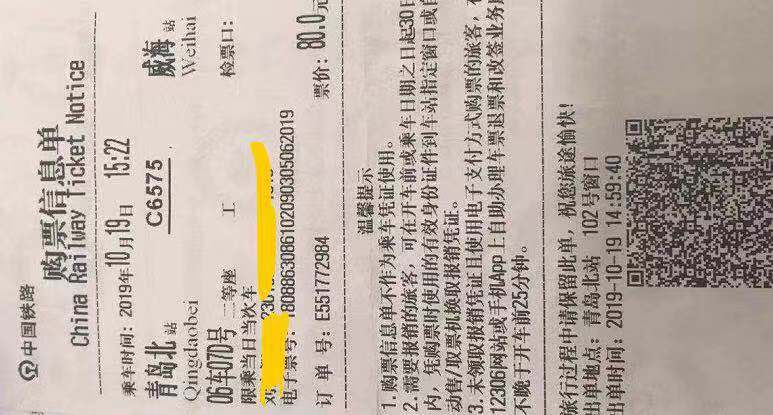 中国铁路
购票信息单
China Railway Ticket Notice
乘车时间: 2019年10月19日 15:22
青岛北站 C6575 威海站
Qingdaobei Weihai
06车07D号 二等座 检票口:
限乘当日当次车
电子票号: 1808863086102090305062019
订 单 号: E551772984 票价: 80.0元
温馨提示
1. 购票信息单不作为乘车凭证使用。
2. 需要报销的旅客, 可在开车前或乘车日期之日起30日
内, 凭购票时使用的有效身份证件到车站指定窗口或自
动售/取票机换取报销凭证。
3. 未领取报销凭证且使用电子支付方式购票的旅客,
12306网站或手机App上自助办理车票退票和改签业务
不晚于开车前25分钟。
旅行过程中请保留此单, 祝您旅途愉快!
出单地点: 青岛北站 102号窗口
出单时间: 2019-10-19 14:59:40